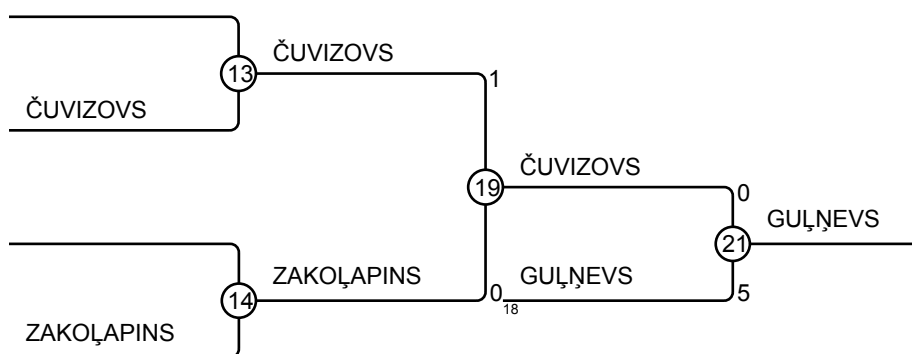 ČUVIZOVS
13
1
ČUVIZOVS
ČUVIZOVS
0
19
GUĻŅEVS
21
ZAKOĻAPINS
0
GUĻŅEVS
5
14
18
ZAKOĻAPINS